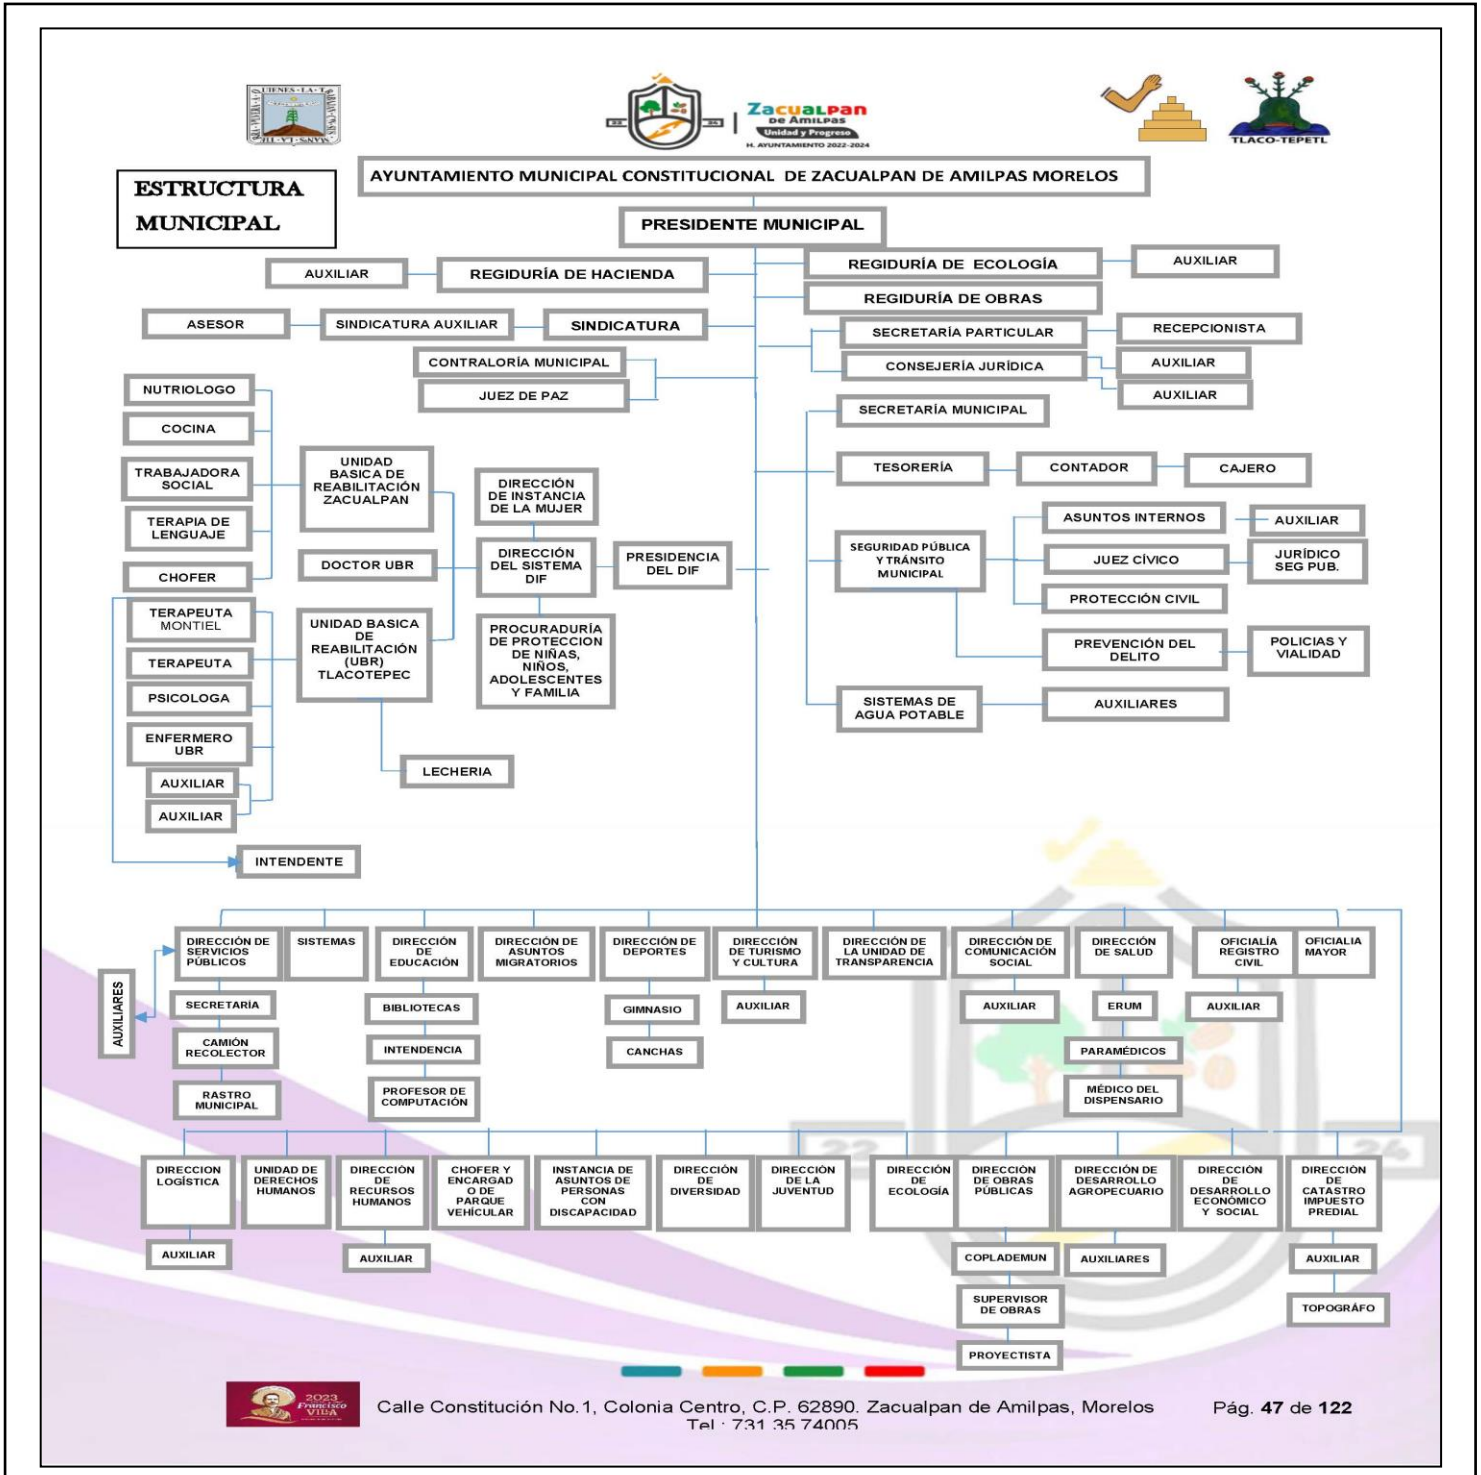 Zacualpan
DE AMILPAS
Unidad y Progreso
H. AYUNTAMIENTO 2022-2024
22
24
TLACO-TEPETL
ESTRUCTURA
MUNICIPAL
AYUNTAMIENTO MUNICIPAL CONSTITUCIONAL DE ZACUALPAN DE AMILPAS MORELOS
PRESIDENTE MUNICIPAL
AUXILIAR
REGIDURÍA DE HACIENDA
REGIDURÍA DE ECOLOGÍA
AUXILIAR
REGIDURÍA DE OBRAS
ASESOR
SINDICATURA AUXILIAR
SINDICATURA
SECRETARÍA PARTICULAR
RECEPCIONISTA
CONTRALORÍA MUNICIPAL
CONSEJERÍA JURÍDICA
AUXILIAR
JUEZ DE PAZ
AUXILIAR
SECRETARÍA MUNICIPAL
NUTRIOLOGO
COCINA
TRABAJADORA
SOCIAL
TERAPIA DE
LENGUAJE
CHOFER
UNIDAD
BASICA DE
REABILITACIÓN
ZACUALPAN
DIRECCIÓN
DE INSTANCIA
DE LA MUJER
DOCTOR UBR
DIRECCIÓN
DEL SISTEMA
DIF
PRESIDENCIA
DEL DIF
TESORERÍA
CONTADOR
CAJERO
SEGURIDAD PÚBLICA
Y TRÁNSITO
MUNICIPAL
ASUNTOS INTERNOS
AUXILIAR
JUEZ CÍVICO
JURÍDICO
SEG PUB.
PROTECCIÓN CIVIL
PREVENCIÓN DEL
DELITO
POLICIAS Y
VIALIDAD
SISTEMAS DE
AGUA POTABLE
AUXILIARES
TERAPEUTA
MONTIEL
TERAPEUTA
PSICOLOGA
ENFERMERO
UBR
AUXILIAR
AUXILIAR
UNIDAD BASICA
DE
REABILITACIÓN
(UBR)
TLACOTEPEC
PROCURADURÍA
DE PROTECCION
DE NIÑAS,
NIÑOS,
ADOLESCENTES
Y FAMILIA
LECHERIA
INTENDENTE
AUXILIARES
DIRECCIÓN DE
SERVICIOS
PÚBLICOS
SECRETARÍA
CAMIÓN
RECOLECTOR
RASTRO
MUNICIPAL
SISTEMAS
DIRECCIÓN
DE
EDUCACIÓN
BIBLIOTECAS
INTENDENCIA
PROFESOR DE
COMPUTACIÓN
DIRECCIÓN DE
ASUNTOS
MIGRATORIOS
DIRECCIÓN DE
DEPORTES
GIMNASIO
CANCHAS
DIRECCIÓN
DE TURISMO
Y CULTURA
AUXILIAR
DIRECCIÓN DE
LA UNIDAD DE
TRANSPARENCIA
DIRECCIÓN DE
COMUNICACIÓN
SOCIAL
AUXILIAR
DIRECCIÓN
DE SALUD
ERUM
PARAMÉDICOS
MÉDICO DEL
DISPENSARIO
OFICIALÍA
REGISTRO
CIVIL
AUXILIAR
OFICIALIA
MAYOR
22
24
DIRECCION
LOGÍSTICA
AUXILIAR
UNIDAD DE
DERECHOS
HUMANOS
DIRECCIÓN
DE
RECURSOS
HUMANOS
AUXILIAR
CHOFER Y
ENCARGAD
O DE
PARQUE
VEHÍCULAR
INSTANCIA DE
ASUNTOS DE
PERSONAS
CON
DISCAPACIDAD
DIRECCIÓN
DE
DIVERSIDAD
DIRECCIÓN
DE LA
JUVENTUD
DIRECCIÓN
DE
ECOLOGÍA
DIRECCIÓN
DE OBRAS
PÚBLICAS
COPLADEMUN
SUPERVISOR
DE OBRAS
PROYECTISTA
DIRECCIÓN DE
DESARROLLO
AGROPECUARIO
AUXILIARES
DIRECCIÓN
DE
DESARROLLO
ECONÓMICO
Y SOCIAL
DIRECCIÓN
DE
CATASTRO
IMPUESTO
PREDIAL
AUXILIAR
TOPOGRÁFO
2023
Francisco
VILLA
Calle Constitución No.1, Colonia Centro, C.P. 62890. Zacualpan de Amilpas, Morelos
Tel.: 731 35 74005
Pág. 47 de 122